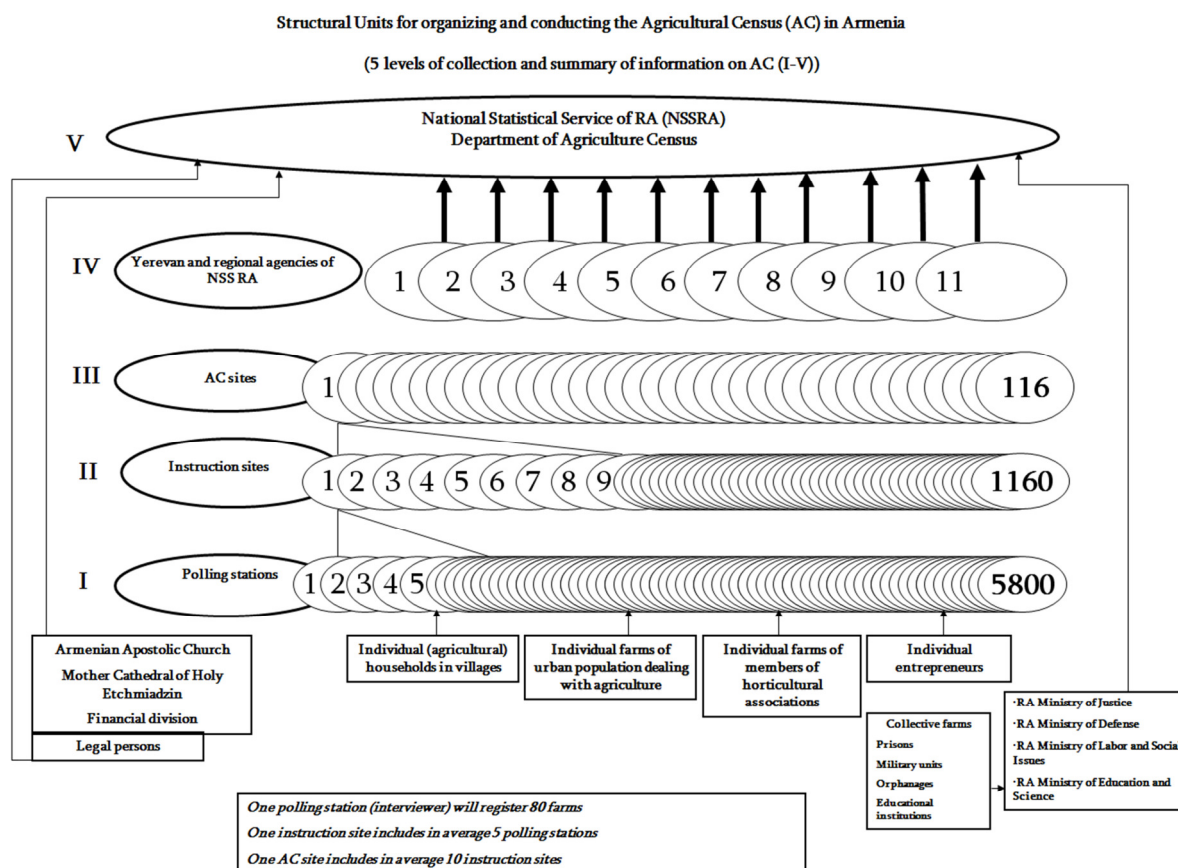 Structural Units for organizing and conducting the Agricultural Census (AC) in Armenia
(5 levels of collection and summary of information on AC (I-V))
V
National Statistical Service of RA (NSSRA)
Department of Agriculture Census
IV
Yerevan and regional agencies of
NSS RA
1 2 3 4 5 6 7 8 9 10 11
III
AC sites
1 116
II
Instruction sites
1 2 3 4 5 6 7 8 9 1160
I
Polling stations
1 2 3 4 5 5800
Armenian Apostolic Church
Mother Cathedral of Holy
Etchmiadzin
Financial division
Legal persons
Individual (agricultural)
households in villages
Individual farms of
urban population dealing
with agriculture
Individual farms of
members of
horticultural
associations
Individual
entrepreneurs
Collective farms
Prisons
Military units
Orphanages
Educational
institutions
·RA Ministry of Justice
·RA Ministry of Defense
·RA Ministry of Labor and Social
Issues
·RA Ministry of Education and
Science
One polling station (interviewer) will register 80 farms
One instruction site includes in average 5 polling stations
One AC site includes in average 10 instruction sites